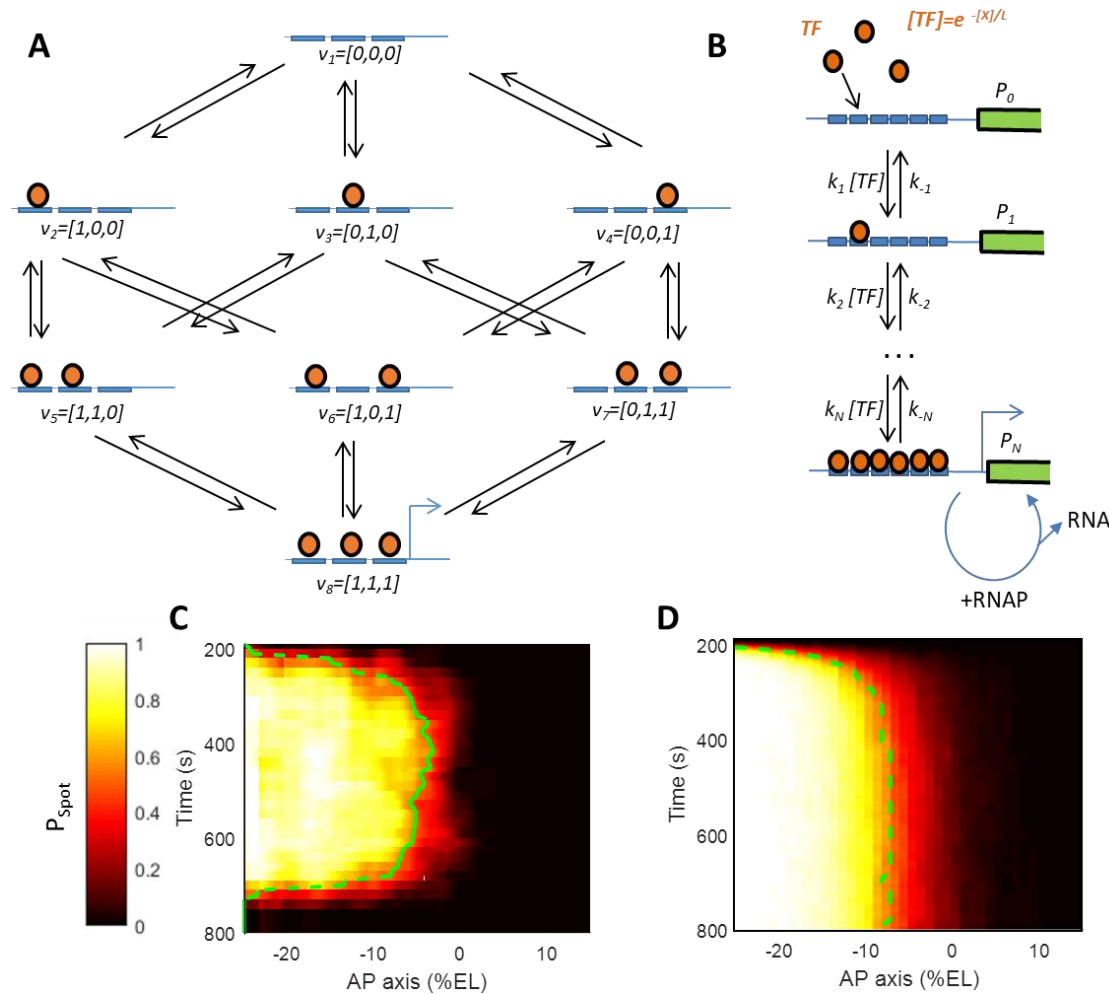 A
v1=[0,0,0]
v2=[1,0,0]
v3=[0,1,0]
v4=[0,0,1]
v5=[1,1,0]
v6=[1,0,1]
v7=[0,1,1]
v8=[1,1,1]
B
TF
[TF]=e -[X]/L
P0
k1 [TF]
k-1
P1
k2 [TF]
k-2
...
kN [TF]
k-N
PN
RNA
+RNAP
PSpot
1
0.8
0.6
0.4
0.2
0
C
Time (s)
200
400
600
800
-20
-10
0
10
AP axis (%EL)
D
Time (s)
200
400
600
800
-20
-10
0
10
AP axis (%EL)